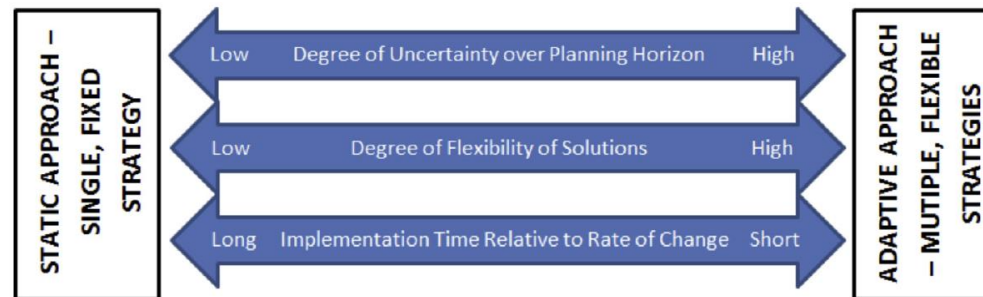 STATIC APPROACH –
SINGLE, FIXED
STRATEGY
Low Degree of Uncertainty over Planning Horizon High
Low Degree of Flexibility of Solutions High
Long Implementation Time Relative to Rate of Change Short
ADAPTIVE APPROACH
– MUTIPLE, FLEXIBLE
STRATEGIES